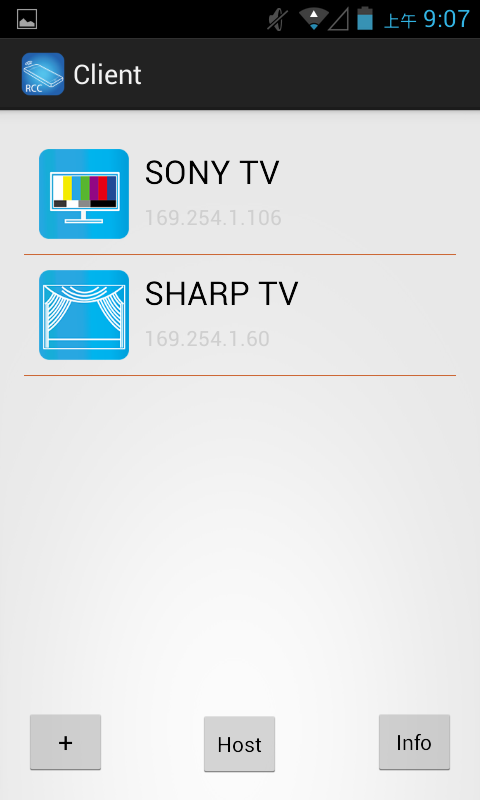 上午 9:07
RCC
Client
SONY TV
169.254.1.106
SHARP TV
169.254.1.60
+
Host
Info